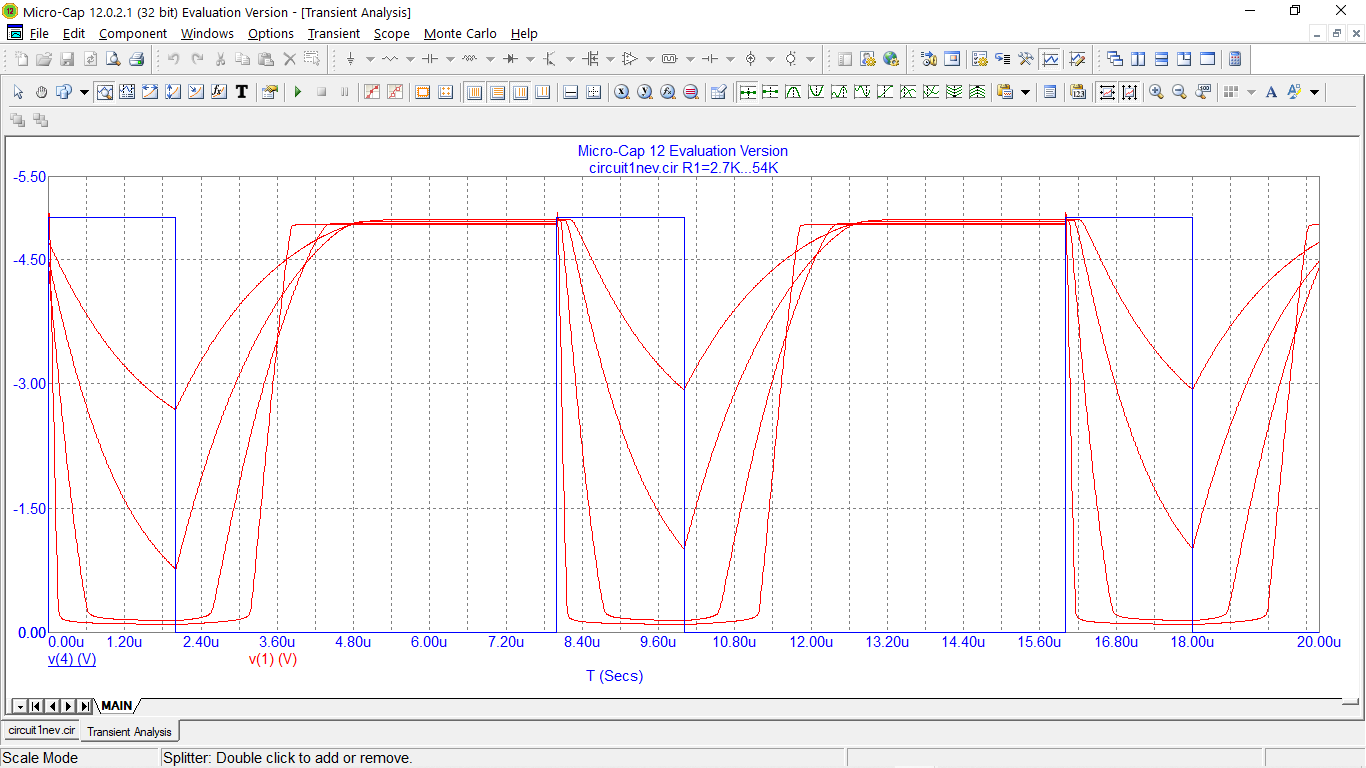 Micro-Cap 12.0.2.1 (32 bit) Evaluation Version - [Transient Analysis]
File Edit Component Windows Options Transient Scope Monte Carlo Help
Micro-Cap 12 Evaluation Version
circuit1nev.cir R1=2.7K...54K
-5.50
-4.50
-3.00
-1.50
0.00
0.00u 1.20u 2.40u 3.60u 4.80u 6.00u 7.20u 8.40u 9.60u 10.80u 12.00u 13.20u 14.40u 15.60u 16.80u 18.00u 20.00u
v(4) (V) v(1) (V)
T (Secs)
MAIN
circuit1nev.cir Transient Analysis
Scale Mode Splitter: Double click to add or remove.